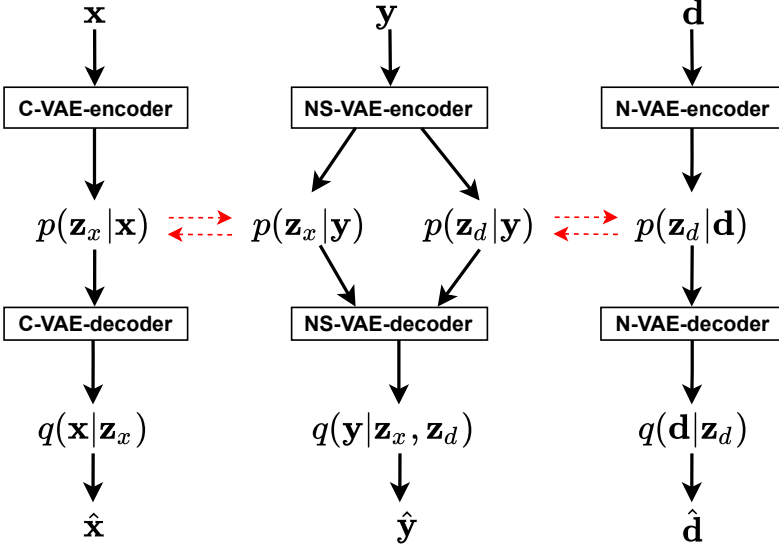 x y d
C-VAE-encoder NS-VAE-encoder N-VAE-encoder
p(z_x|x) p(z_x|y) p(z_d|y) p(z_d|d)
C-VAE-decoder NS-VAE-decoder N-VAE-decoder
q(x|z_x) q(y|z_x, z_d) q(d|z_d)
x̂ ŷ d̂